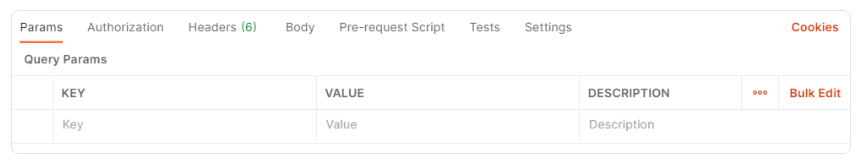 Params Authorization Headers (6) Body Pre-request Script Tests Settings Cookies
Query Params
KEY VALUE DESCRIPTION Bulk Edit
Key Value Description